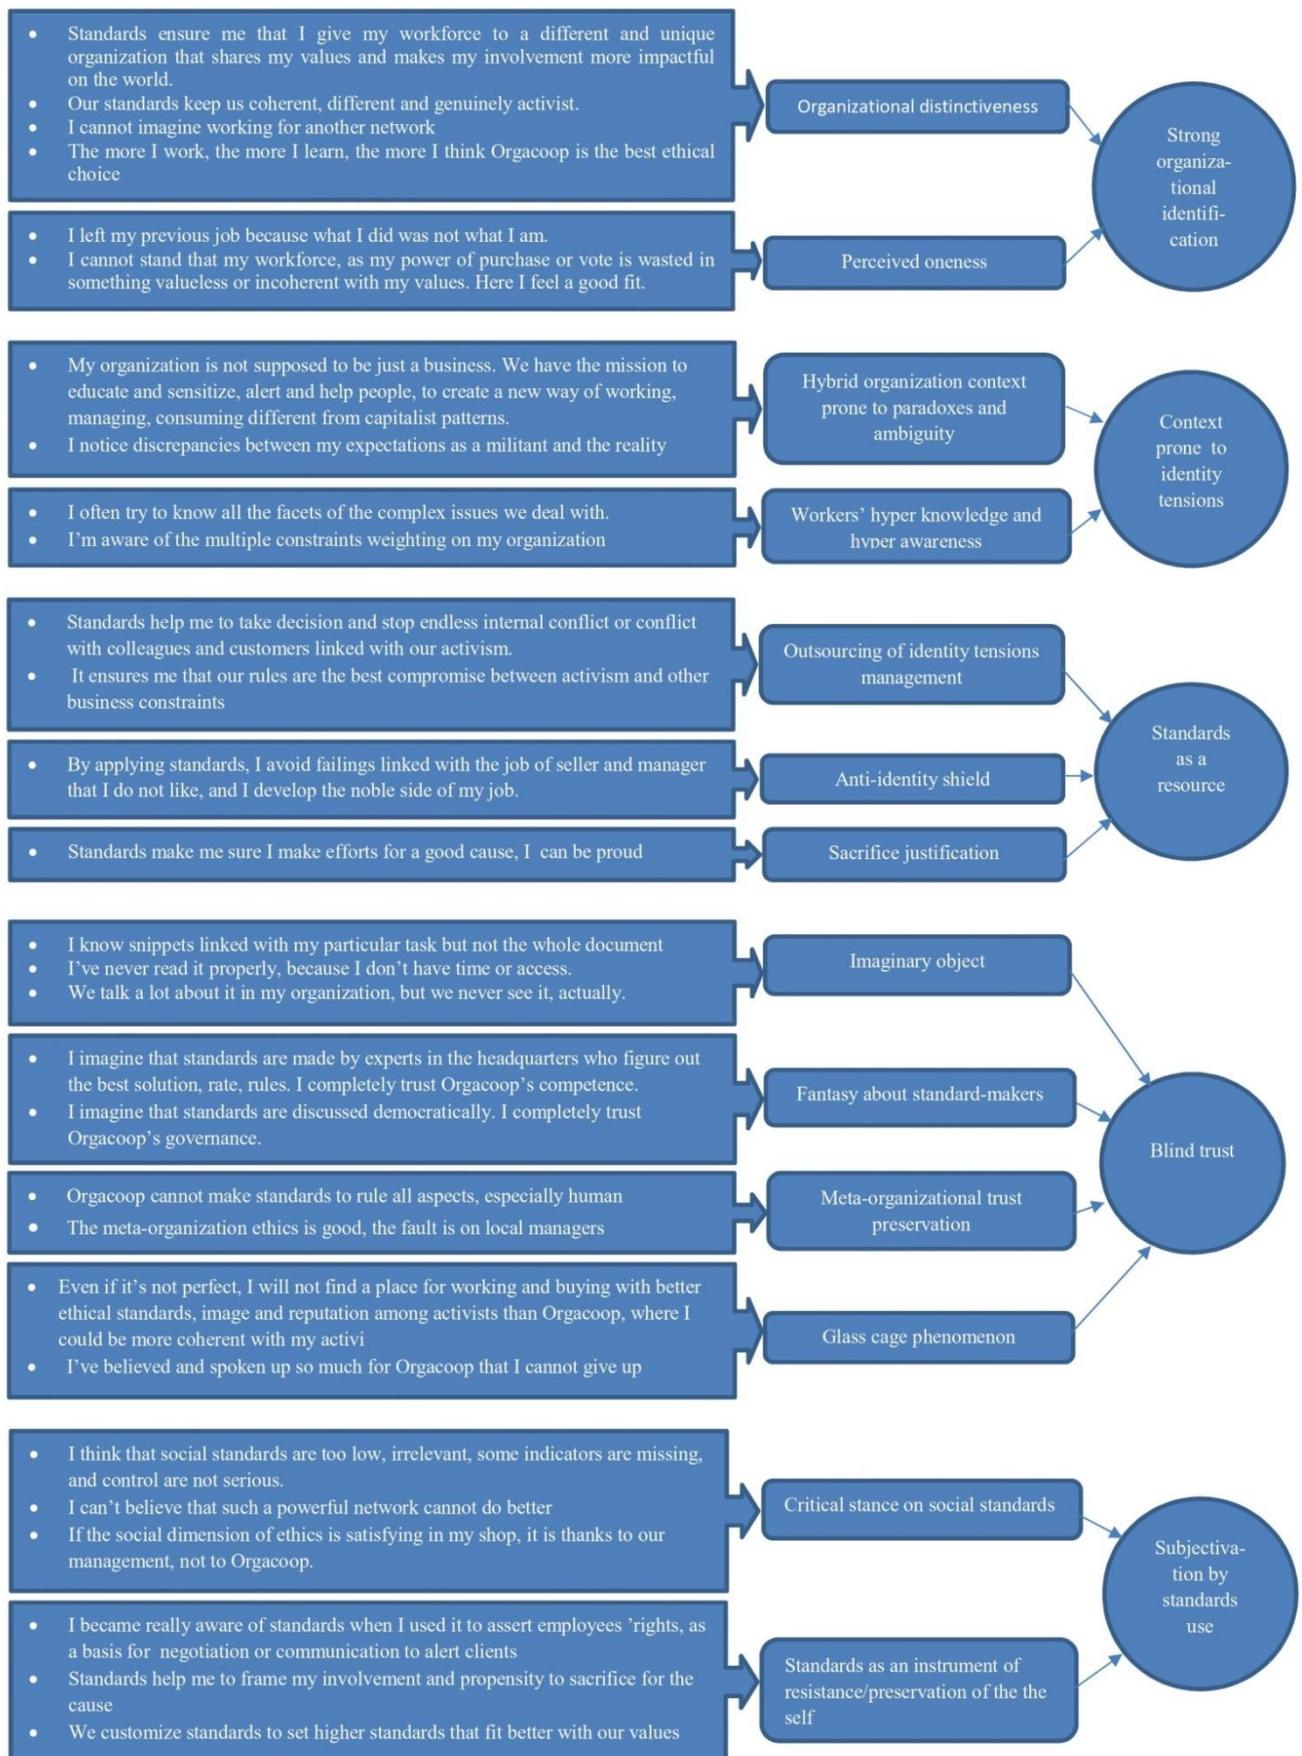 • Standards ensure me that I give my workforce to a different and unique
organization that shares my values and makes my involvement more impactful
on the world.
• Our standards keep us coherent, different and genuinely activist.
• I cannot imagine working for another network
• The more I work, the more I learn, the more I think Orgacoop is the best ethical
choice
Organizational distinctiveness
• I left my previous job because what I did was not what I am.
• I cannot stand that my workforce, as my power of purchase or vote is wasted in
something valueless or incoherent with my values. Here I feel a good fit.
Perceived oneness
Strong
organiza-
tional
identifi-
cation
• My organization is not supposed to be just a business. We have the mission to
educate and sensitize, alert and help people, to create a new way of working,
managing, consuming different from capitalist patterns.
• I notice discrepancies between my expectations as a militant and the reality
Hybrid organization context
prone to paradoxes and
ambiguity
• I often try to know all the facets of the complex issues we deal with.
• I'm aware of the multiple constraints weighting on my organization
Workers' hyper knowledge and
hyper awareness
Context
prone to
identity
tensions
• Standards help me to take decision and stop endless internal conflict or conflict
with colleagues and customers linked with our activism.
• It ensures me that our rules are the best compromise between activism and other
business constraints
Outsourcing of identity tensions
management
• By applying standards, I avoid failings linked with the job of seller and manager
that I do not like, and I develop the noble side of my job.
Anti-identity shield
• Standards make me sure I make efforts for a good cause, I can be proud
Sacrifice justification
Standards
as a
resource
• I know snippets linked with my particular task but not the whole document
• I've never read it properly, because I don't have time or access.
• We talk a lot about it in my organization, but we never see it, actually.
Imaginary object
• I imagine that standards are made by experts in the headquarters who figure out
the best solution, rate, rules. I completely trust Orgacoop's competence.
• I imagine that standards are discussed democratically. I completely trust
Orgacoop's governance.
Fantasy about standard-makers
• Orgacoop cannot make standards to rule all aspects, especially human
• The meta-organization ethics is good, the fault is on local managers
Meta-organizational trust
preservation
• Even if it's not perfect, I will not find a place for working and buying with better
ethical standards, image and reputation among activists than Orgacoop, where I
could be more coherent with my activi
• I've believed and spoken up so much for Orgacoop that I cannot give up
Glass cage phenomenon
Blind trust
• I think that social standards are too low, irrelevant, some indicators are missing,
and control are not serious.
• I can't believe that such a powerful network cannot do better
• If the social dimension of ethics is satisfying in my shop, it is thanks to our
management, not to Orgacoop.
Critical stance on social standards
• I became really aware of standards when I used it to assert employees 'rights, as
a basis for negotiation or communication to alert clients
• Standards help me to frame my involvement and propensity to sacrifice for the
cause
• We customize standards to set higher standards that fit better with our values
Standards as an instrument of
resistance/preservation of the the
self
Subjectiva-
tion by
standards
use